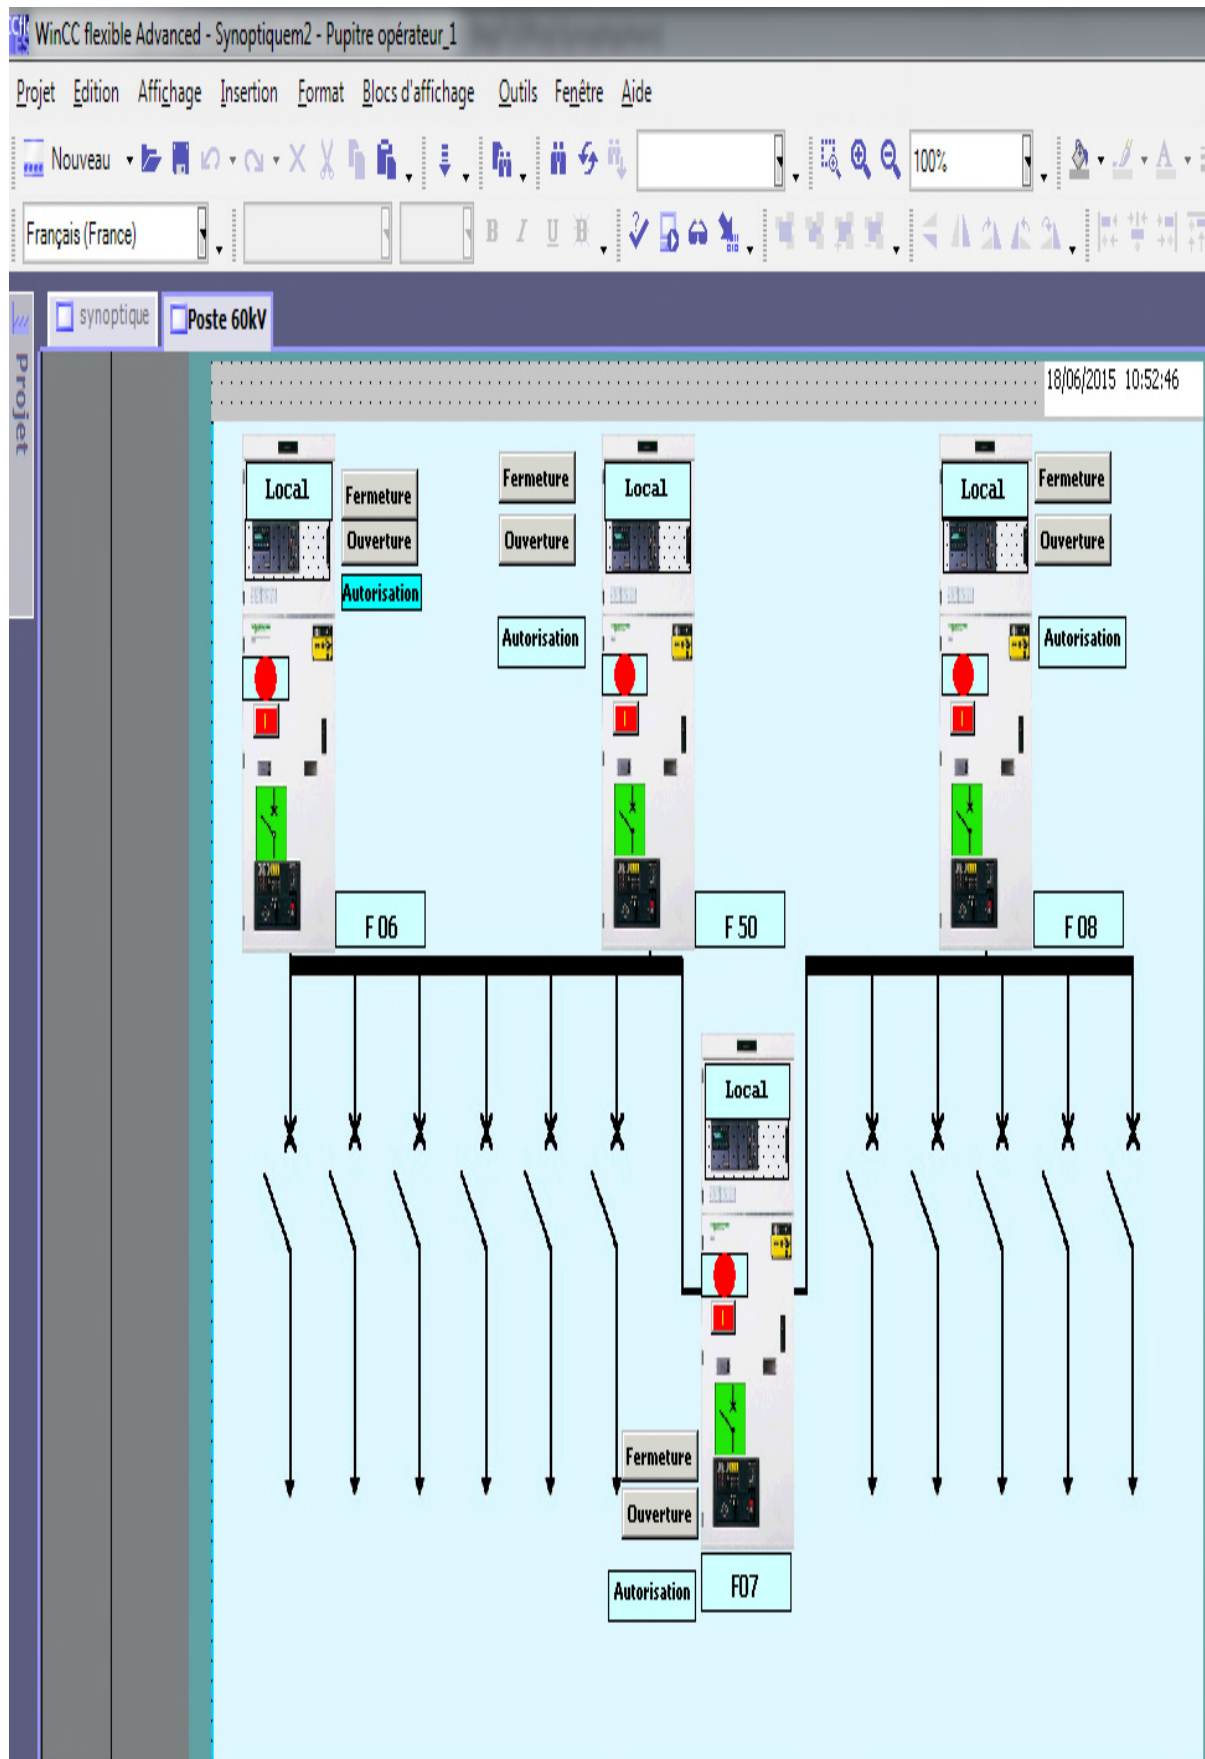 WinCC flexible Advanced - Synoptiquem2 - Pupitre opérateur_1
Projet Edition Affichage Insertion Format Blocs d'affichage Outils Fenêtre Aide
Nouveau 100%
Français (France) B I U B
synoptique Poste 60kV
Projet
18/06/2015 10:52:46
Local Fermeture Fermeture Local Local Fermeture
Ouverture Ouverture Ouverture
Autorisation
Autorisation Autorisation
F 06 F 50 F 08
Local
Fermeture
Ouverture
Autorisation F07